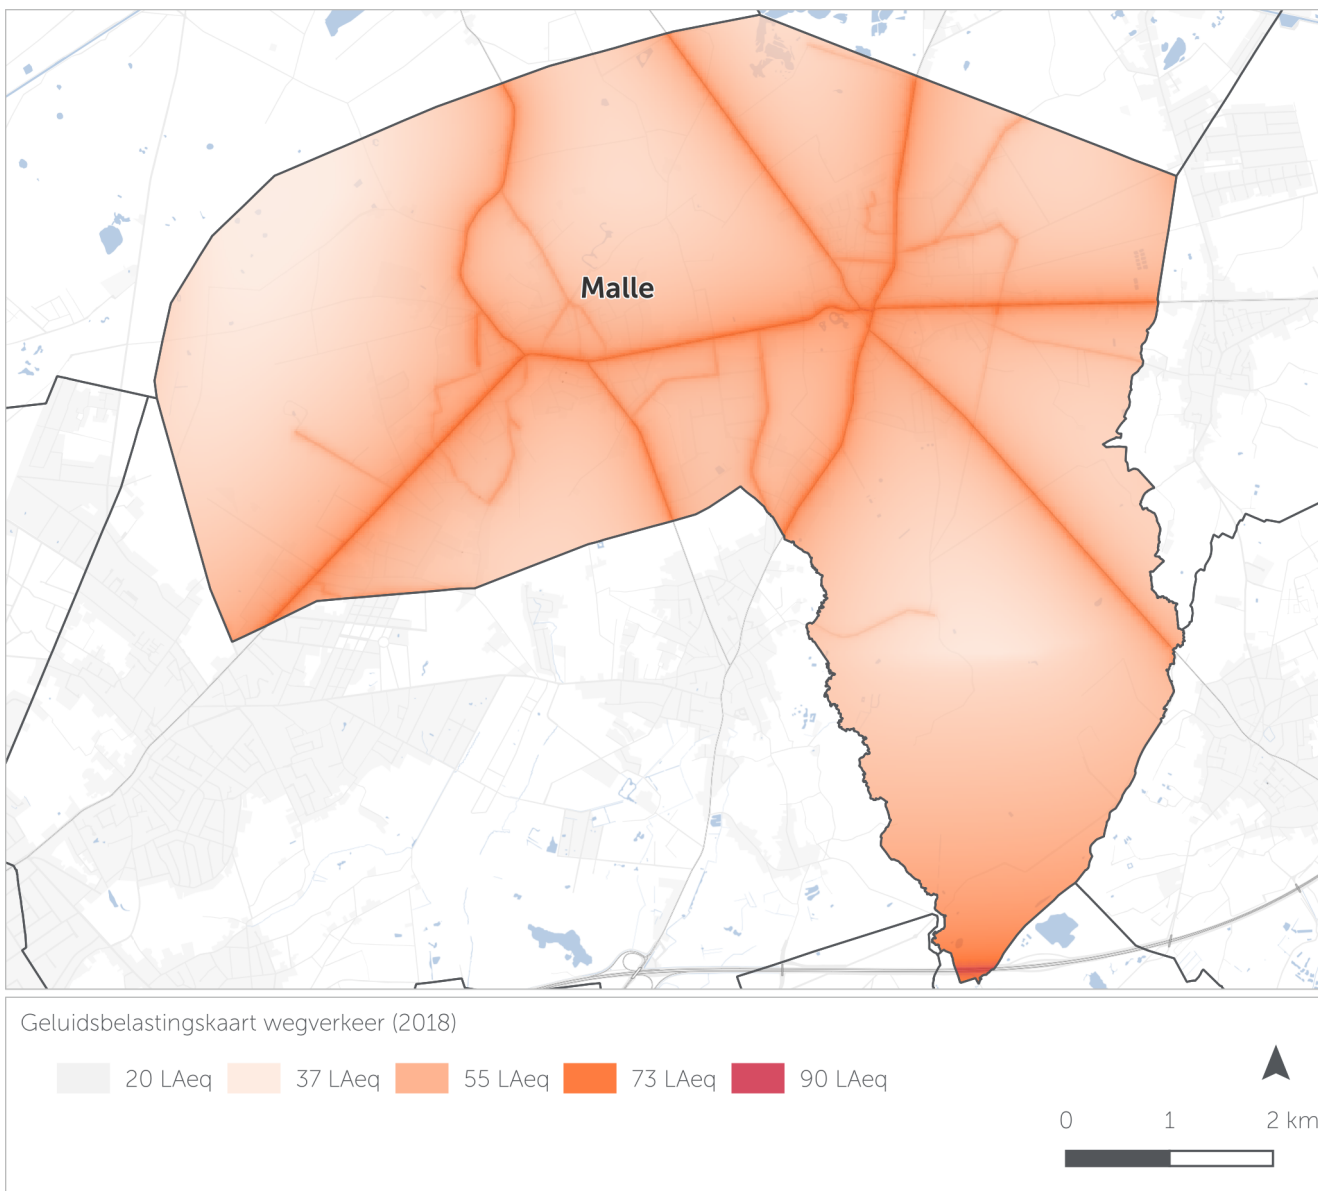 Malle
Geluidsbelastingskaart wegverkeer (2018)
20 LAeq 37 LAeq 55 LAeq 73 LAeq 90 LAeq
0 1 2 km